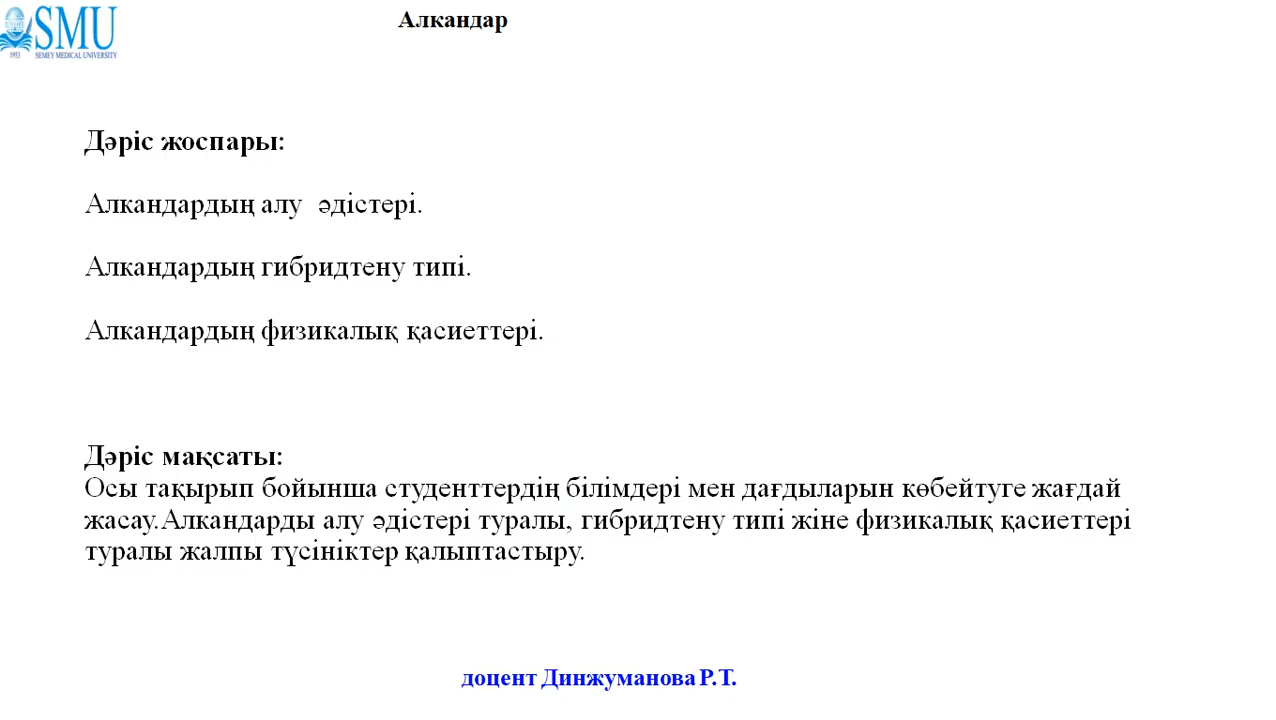 SMU
1953
SEMEY MEDICAL UNIVERSITY
Алкандар
Дәріс жоспары:
Алкандардың алу әдістері.
Алкандардың гибридтену типі.
Алкандардың физикалық қасиеттері.
Дәріс мақсаты:
Осы тақырып бойынша студенттердің білімдері мен дағдыларын көбейтуге жағдай
жасау.Алкандарды алу әдістері туралы, гибридтену типі жіне физикалық қасиеттері
туралы жалпы түсініктер қалыптастыру.
доцент Динжуманова Р.Т.